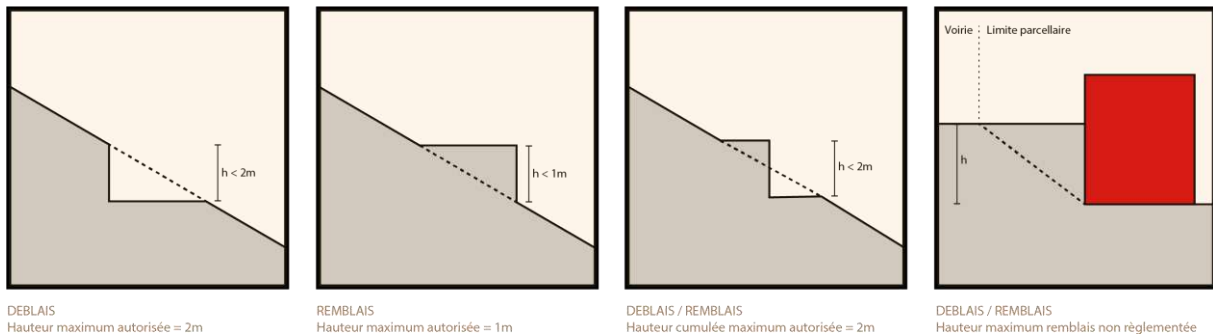 h < 2m
DEBLAIS
Hauteur maximum autorisée = 2m
h < 1m
REMBLAIS
Hauteur maximum autorisée = 1m
h < 2m
DEBLAIS / REMBLAIS
Hauteur cumulée maximum autorisée = 2m
Voirie Limite parcellaire
h
DEBLAIS / REMBLAIS
Hauteur maximum remblais non règlementée